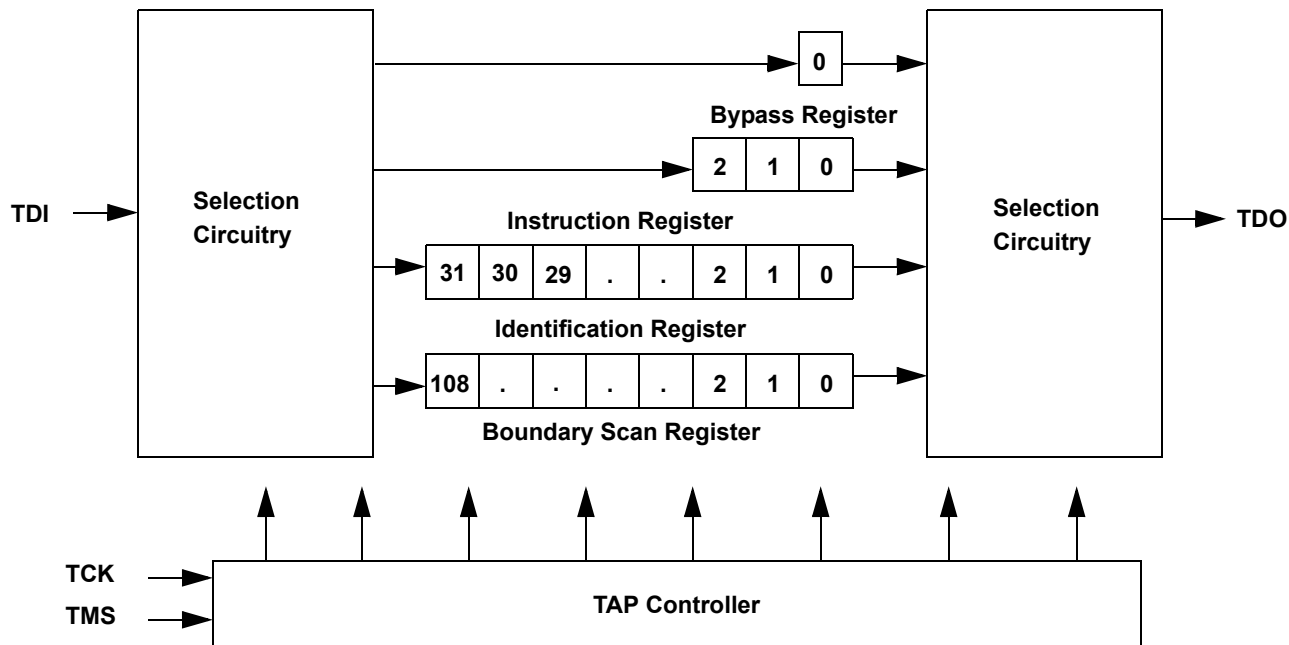 0
Bypass Register
2 1 0
Selection
Circuitry
Selection
Circuitry
TDI
TDO
Instruction Register
31 30 29 . . 2 1 0
Identification Register
108 . . . . 2 1 0
Boundary Scan Register
TCK
TMS
TAP Controller